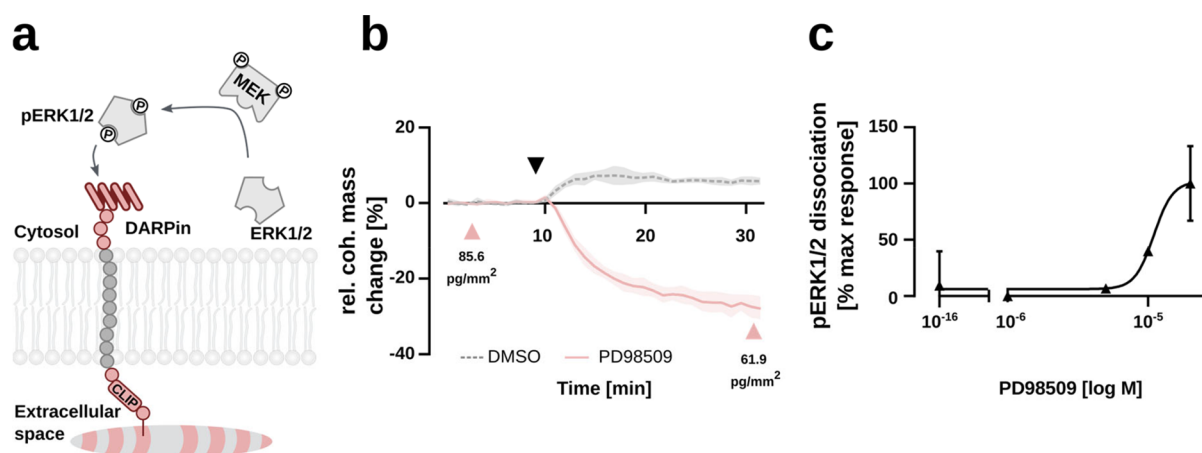 a
P
MEK
P
pERK1/2
P
P
Cytosol
DARPin
ERK1/2
CLIP
Extracellular
space
b
rel. coh. mass
change [%]
20
0
-20
-40
10
20
30
85.6
pg/mm2
61.9
pg/mm2
DMSO
PD98509
Time [min]
c
pERK1/2 dissociation
[% max response]
150
100
50
0
10-16
10-6
10-5
PD98509 [log M]